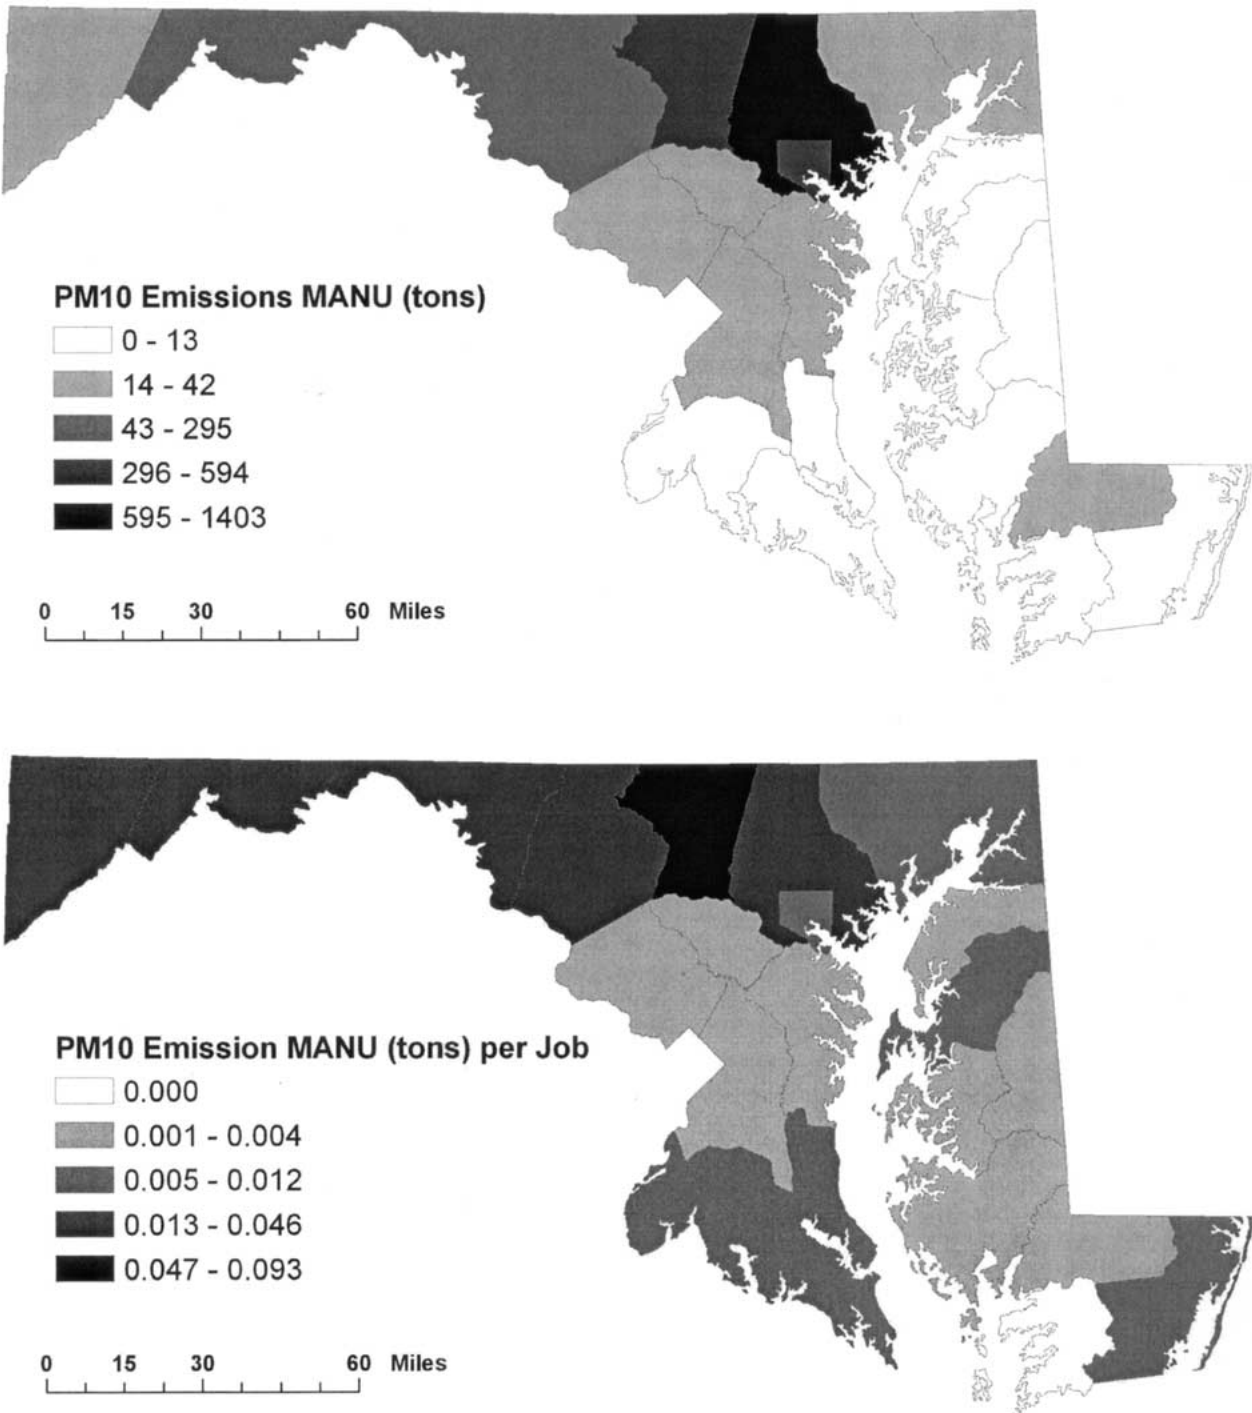 PM10 Emissions MANU (tons)
0 - 13
14 - 42
43 - 295
296 - 594
595 - 1403
0 15 30 60 Miles
PM10 Emission MANU (tons) per Job
0.000
0.001 - 0.004
0.005 - 0.012
0.013 - 0.046
0.047 - 0.093
0 15 30 60 Miles